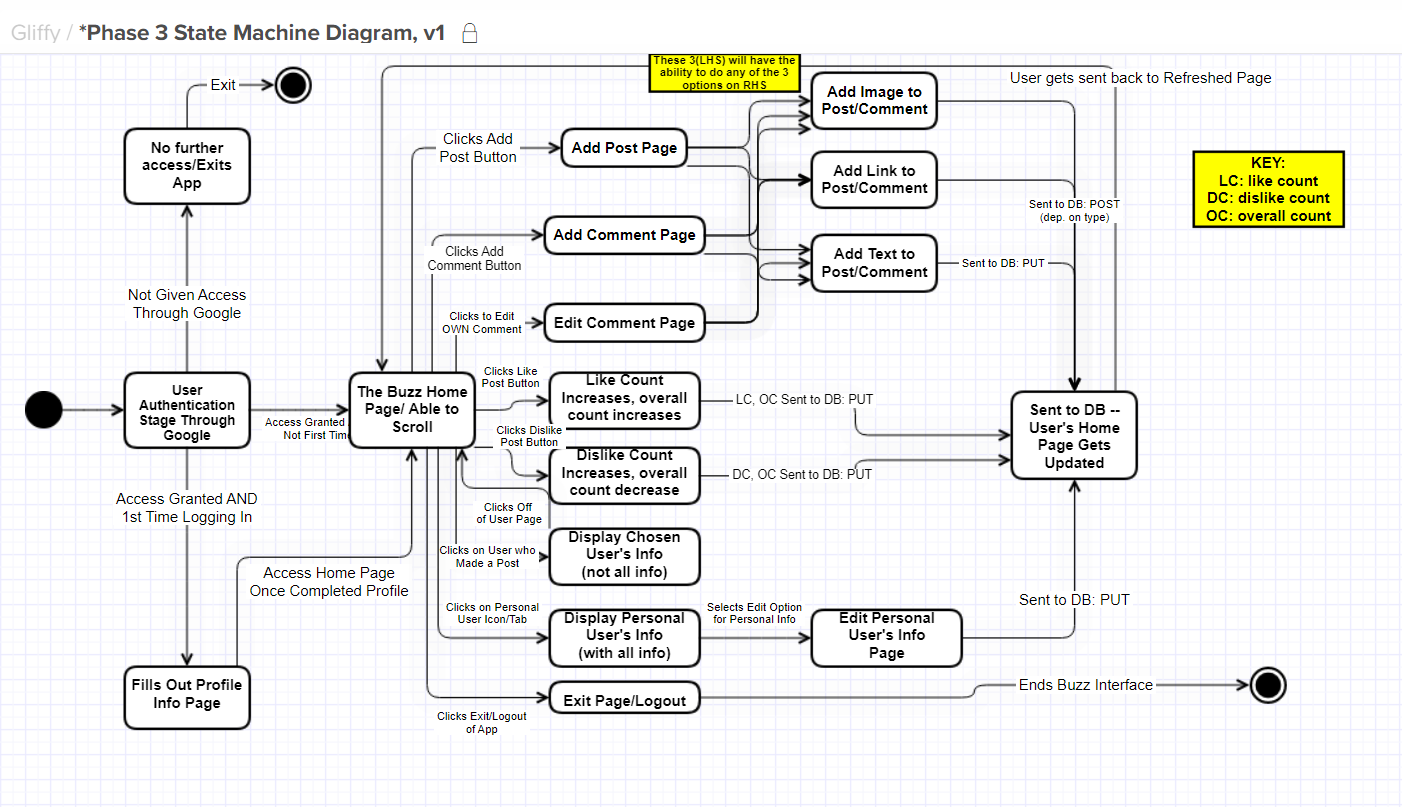 Gliffy / *Phase 3 State Machine Diagram, v1
These 3(LHS) will have the
ability to do any of the 3
options on RHS
User gets sent back to Refreshed Page
Exit
No further
access/Exits
App
Clicks Add
Post Button
Add Post Page
Add Image to
Post/Comment
Add Link to
Post/Comment
KEY:
LC: like count
DC: dislike count
OC: overall count
Sent to DB: POST
(dep. on type)
Clicks Add
Comment Button
Add Comment Page
Add Text to
Post/Comment
Sent to DB: PUT
Not Given Access
Through Google
Clicks to Edit
OWN Comment
Edit Comment Page
User
Authentication
Stage Through
Google
Access Granted
Not First Tim
The Buzz Home
Page/ Able to
Scroll
Clicks Like
Post Button
Like Count
Increases, overall
count increases
LC, OC Sent to DB: PUT
Clicks Dislike
Post Button
Dislike Count
Increases, overall
count decrease
DC, OC Sent to DB: PUT
Sent to DB --
User's Home
Page Gets
Updated
Access Granted AND
1st Time Logging In
Clicks Off
of User Page
Clicks on User who
Made a Post
Display Chosen
User's Info
(not all info)
Access Home Page
Once Completed Profile
Clicks on Personal
User Icon/Tab
Display Personal
User's Info
(with all info)
Selects Edit Option
for Personal Info
Edit Personal
User's Info
Page
Sent to DB: PUT
Fills Out Profile
Info Page
Clicks Exit/Logout
of App
Exit Page/Logout
Ends Buzz Interface